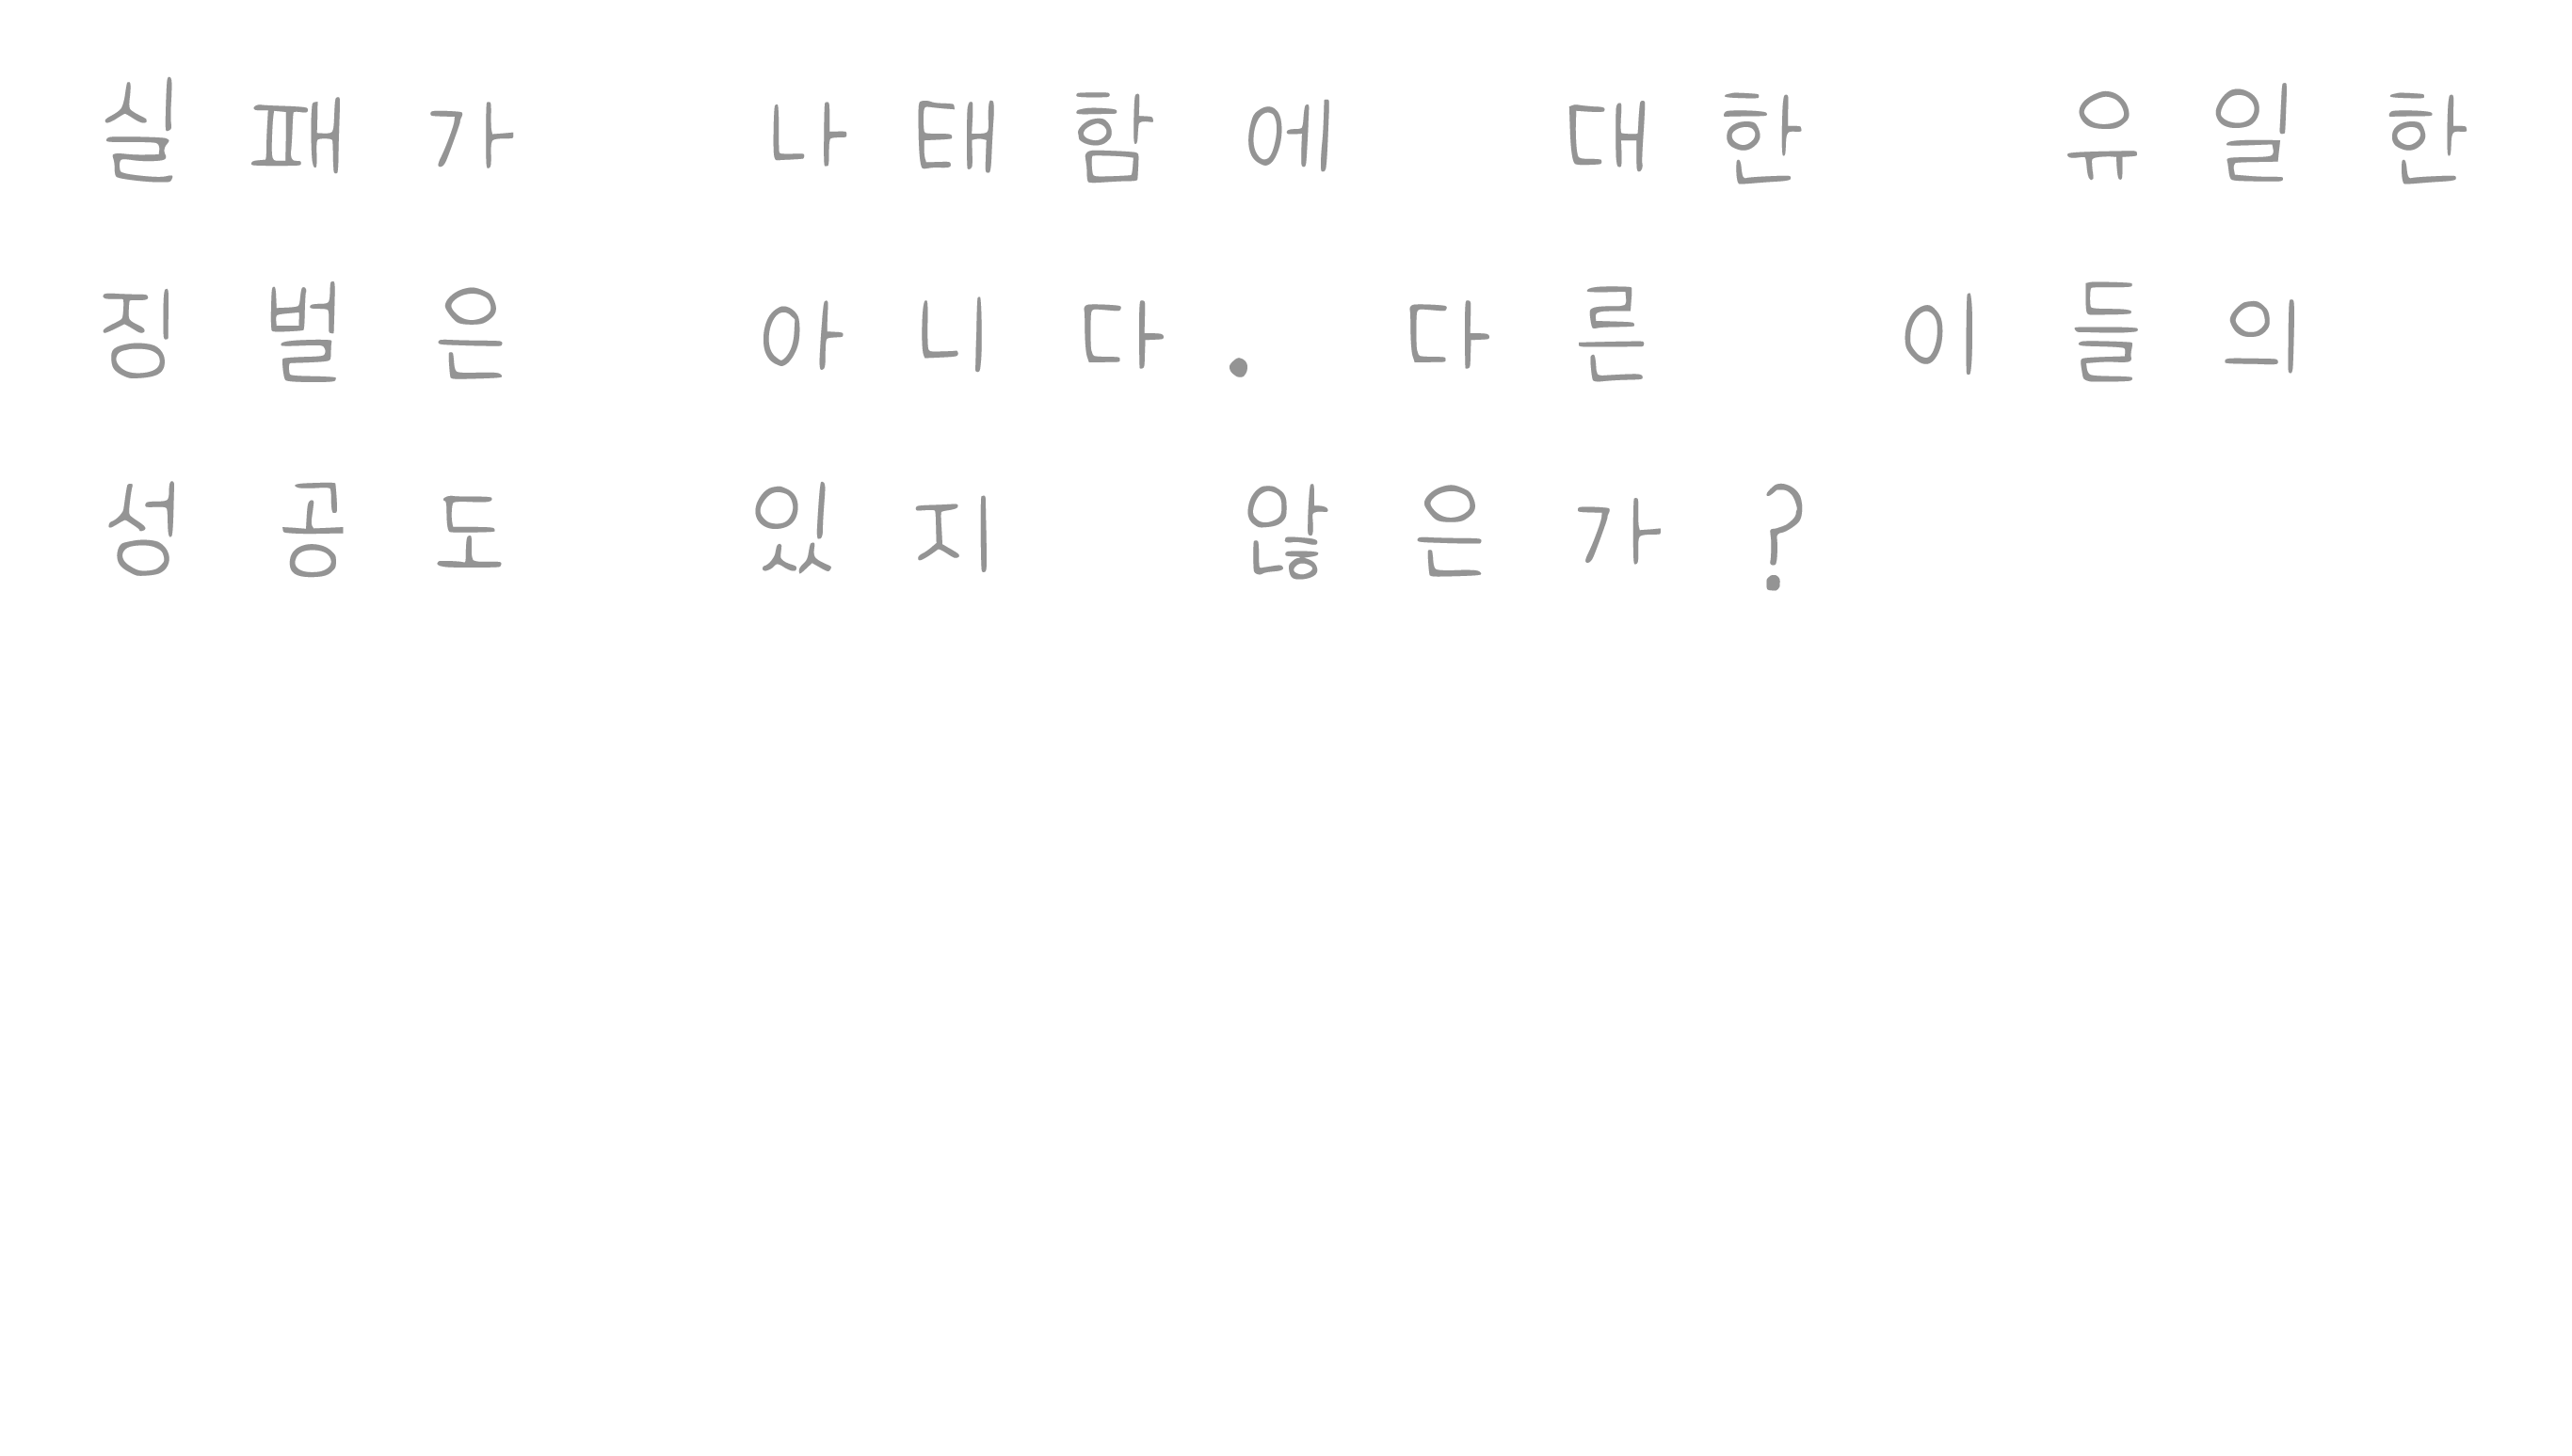 실패가 나태함에 대한 유일한
징벌은 아니다. 다른 이들의
성공도 있지 않은가?